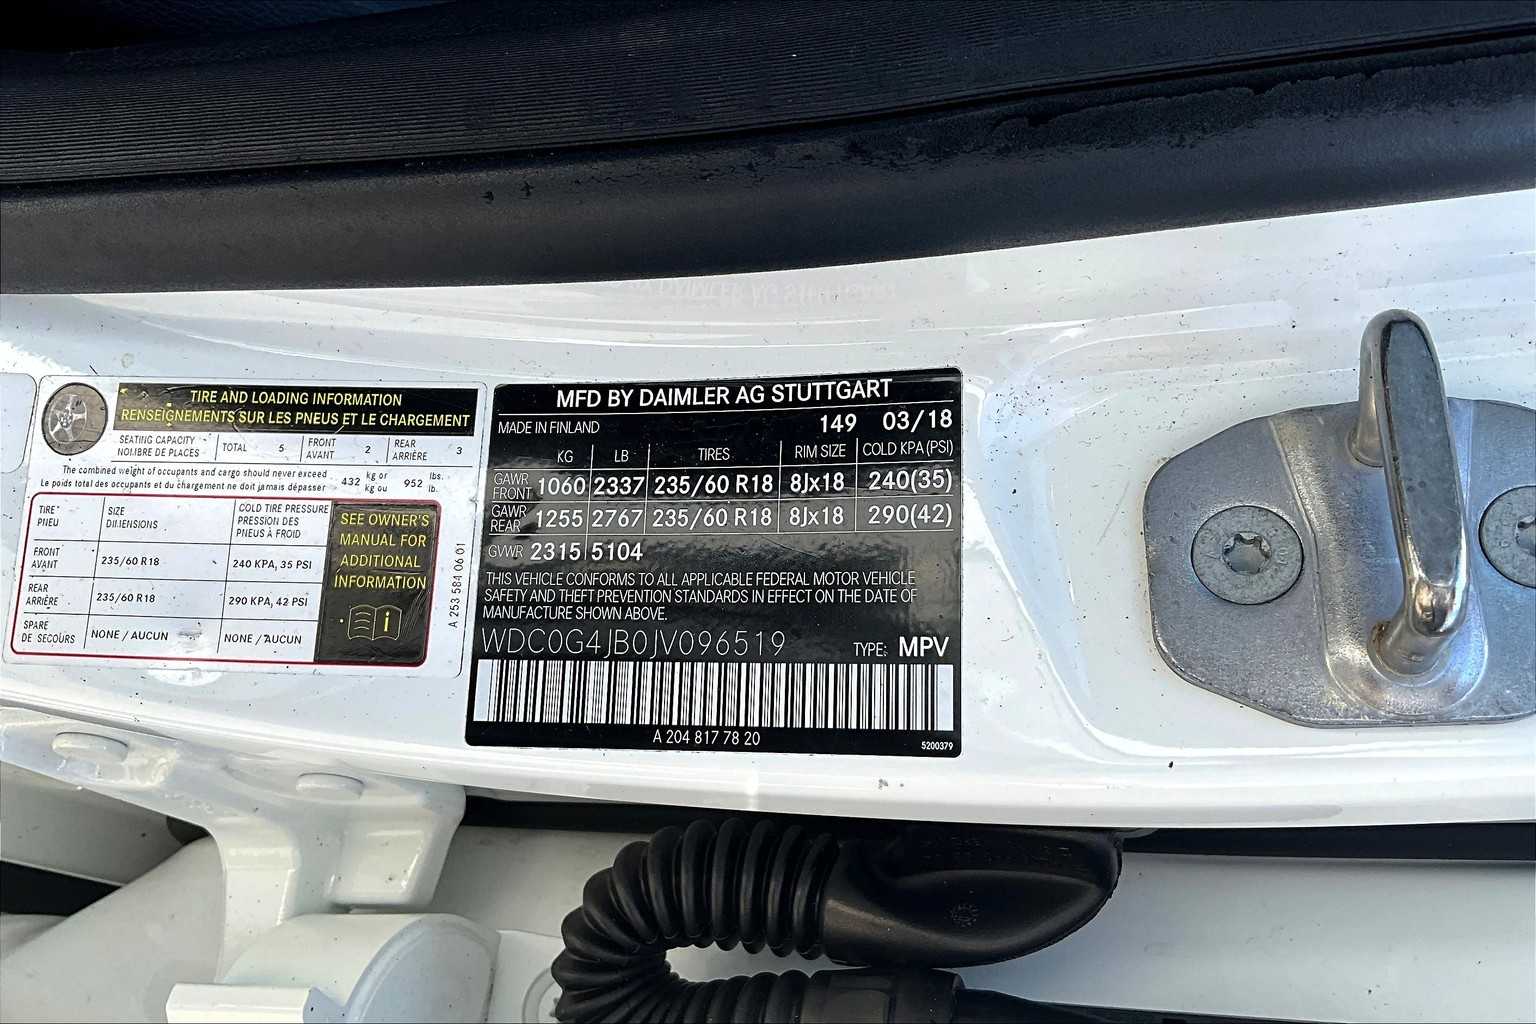 TIRE AND LOADING INFORMATION
RENSEIGNEMENTS SUR LES PNEUS ET LE CHARGEMENT
SEATING CAPACITY
NOMBRE DE PLACES
TOTAL 5
FRONT
AVANT
2
REAR
ARRIÈRE
3
The combined weight of occupants and cargo should never exceed
Le poids total des occupants et du chargement ne doit jamais dépasser
432
kg or
kg ou
952
lbs.
lb.
TIRE
PNEU
SIZE
DIMENSIONS
COLD TIRE PRESSURE
PRESSION DES
PNEUS À FROID
FRONT
AVANT
235/60 R18
240 KPA, 35 PSI
REAR
ARRIÈRE
235/60 R18
290 KPA, 42 PSI
SPARE
DE SECOURS
NONE / AUCUN
NONE / AUCUN
SEE OWNER'S
MANUAL FOR
ADDITIONAL
INFORMATION
i
A 253 584 06 01
MFD BY DAIMLER AG STUTTGART
MADE IN FINLAND 149 03/18
KG LB TIRES RIM SIZE COLD KPA (PSI)
GAWR
FRONT
1060 2337 235/60 R18 8Jx18 240(35)
GAWR
REAR
1255 2767 235/60 R18 8Jx18 290(42)
GVWR 2315 5104
THIS VEHICLE CONFORMS TO ALL APPLICABLE FEDERAL MOTOR VEHICLE
SAFETY AND THEFT PREVENTION STANDARDS IN EFFECT ON THE DATE OF
MANUFACTURE SHOWN ABOVE.
WDC0G4JB0JV096519 TYPE: MPV
A 204 817 78 20
5200379